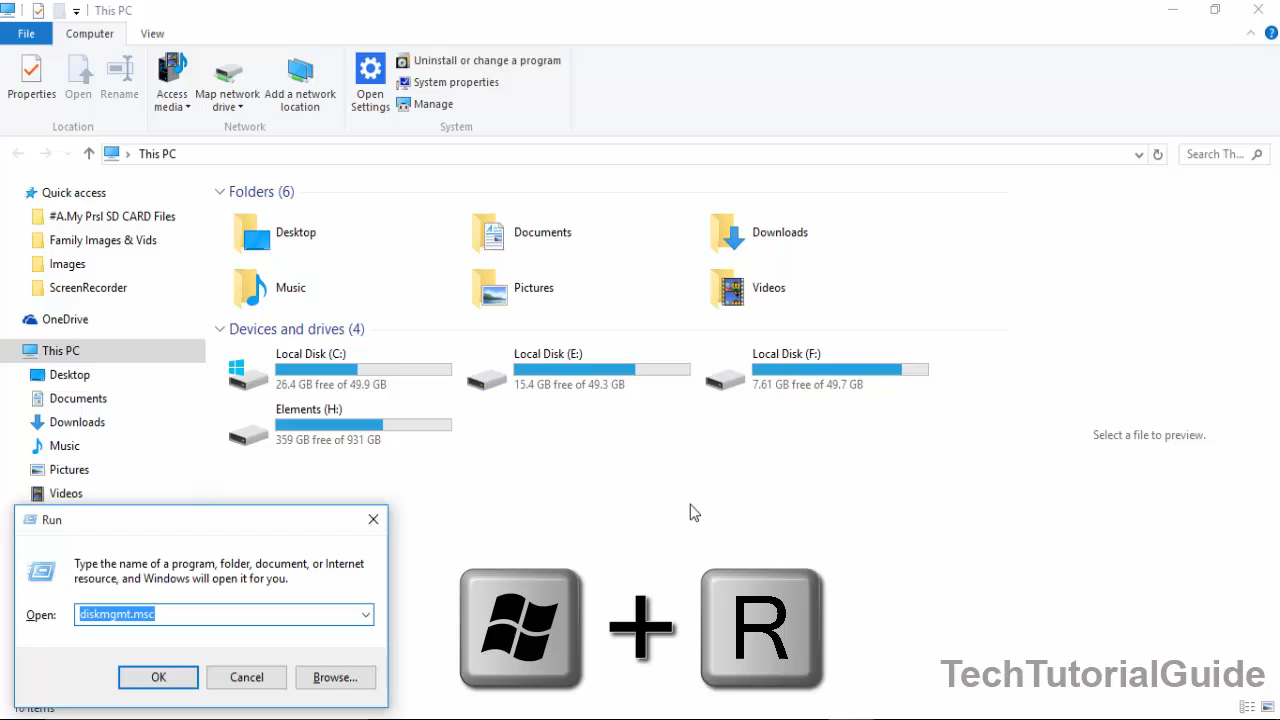 This PC
File
Computer
View
Properties
Open
Rename
Access
media
Map network
drive
Add a network
location
Open
Settings
Uninstall or change a program
System properties
Manage
Location
Network
System
This PC
Search Th...
Quick access
#A.My Prsl SD CARD Files
Family Images & Vids
Images
ScreenRecorder
OneDrive
This PC
Desktop
Documents
Downloads
Music
Pictures
Videos
Folders (6)
Desktop
Documents
Downloads
Music
Pictures
Videos
Devices and drives (4)
Local Disk (C:)
26.4 GB free of 49.9 GB
Local Disk (E:)
15.4 GB free of 49.3 GB
Local Disk (F:)
7.61 GB free of 49.7 GB
Elements (H:)
359 GB free of 931 GB
Select a file to preview.
Run
Type the name of a program, folder, document, or Internet
resource, and Windows will open it for you.
Open:
diskmgmt.msc
OK
Cancel
Browse...
+
R
TechTutorialGuide
10 items